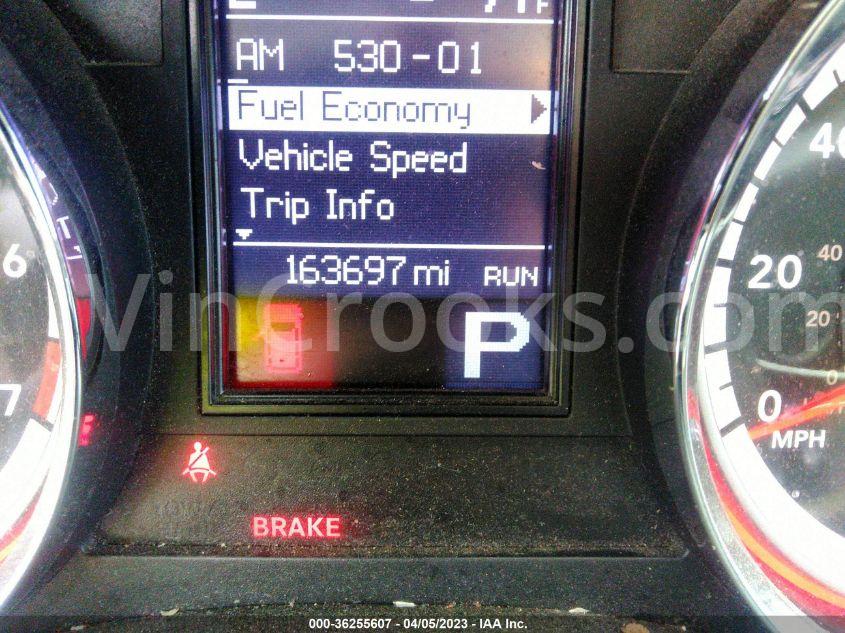 AM 530-01
Fuel Economy
Vehicle Speed
Trip Info
163697 mi RUN
P
BRAKE
6
7
E
40
20
0
MPH
40
20
0
VinCrooks.com
000-36255607 - 04/05/2023 - IAA Inc.